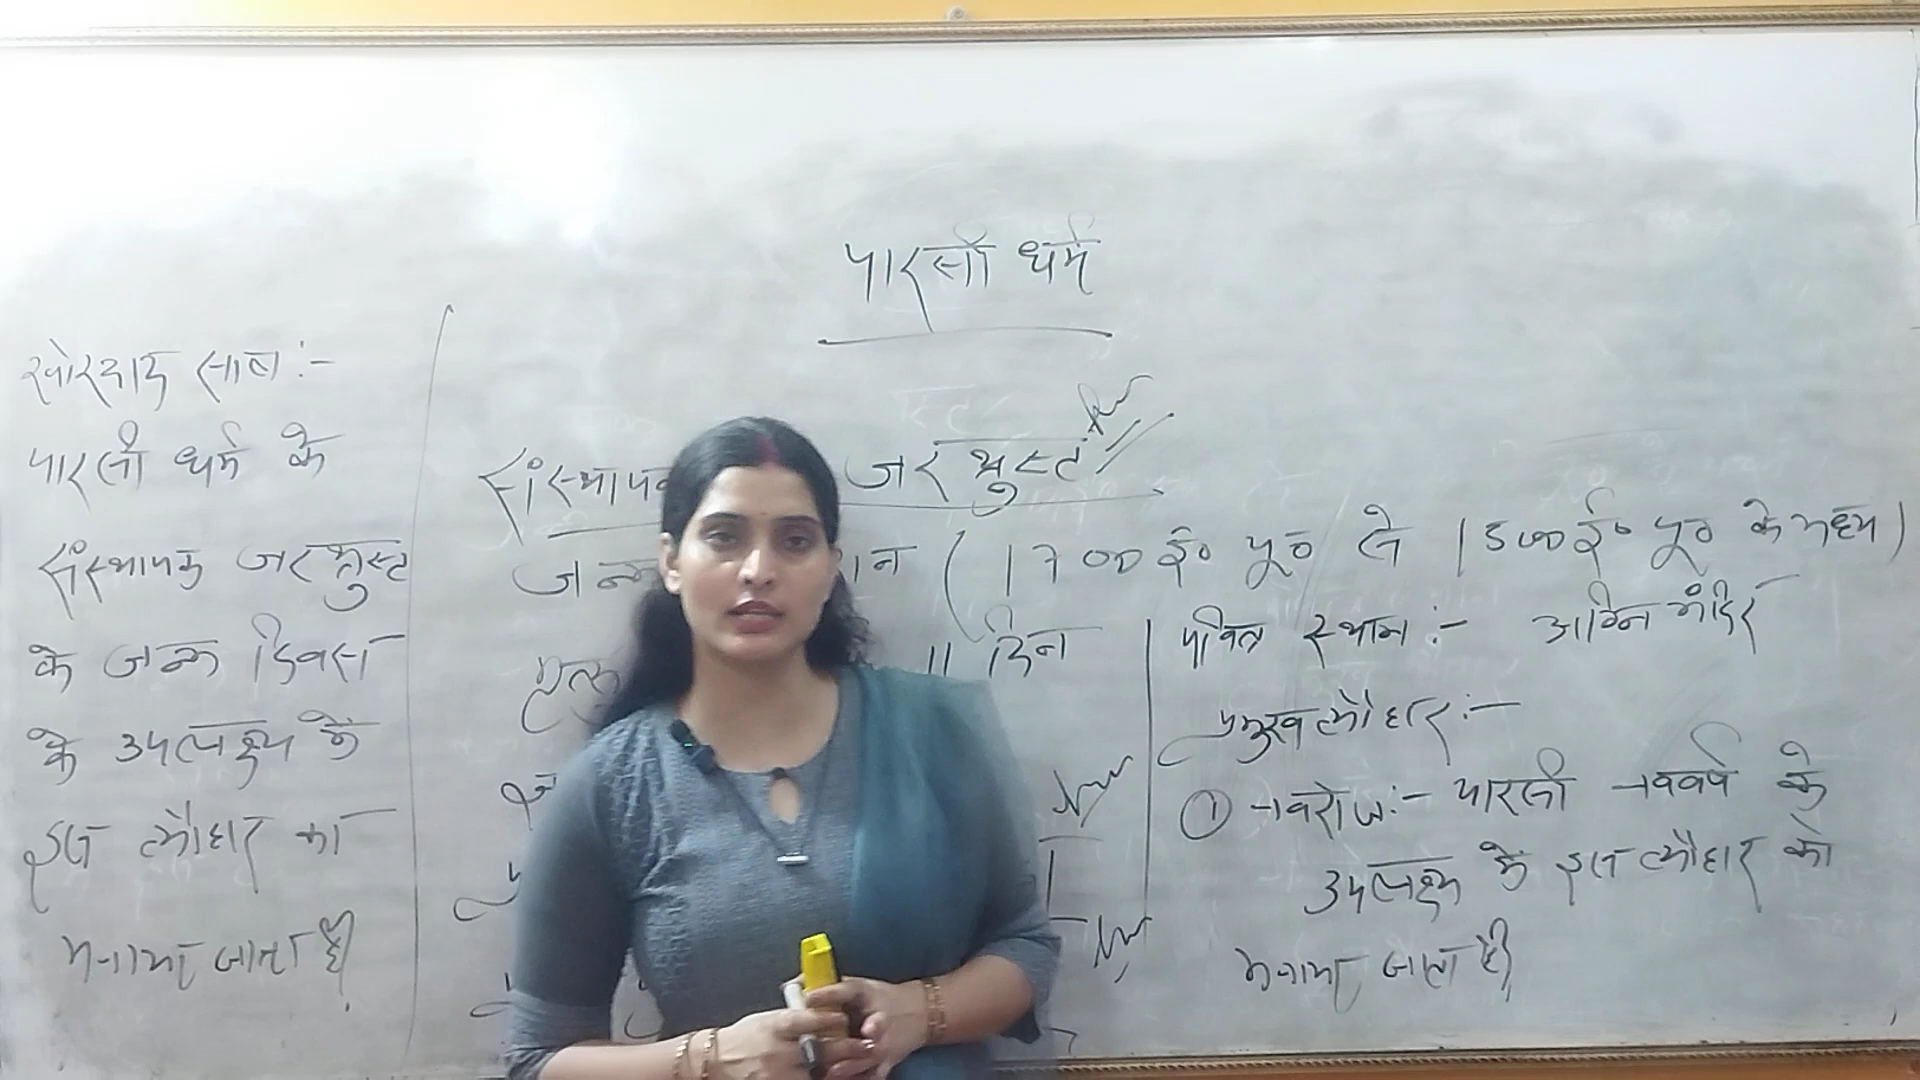 पारसी धर्म
खोरदाद साल :-
पारसी धर्म के
संस्थापक जरथुस्ट
के जन्म दिवस
के उपलक्ष्य में
इस त्यौहार को
मनाया जाता है।
संस्थापक जरथुस्ट
जन्म (1700 ई० पू० से 1500 ई० पू० के मध्य)
दिन
पवित्र स्थान :- अग्नि मंदिर
प्रमुख त्यौहार :-
① नवरोज :- पारसी नववर्ष के
उपलक्ष्य में इस त्यौहार को
मनाया जाता है।